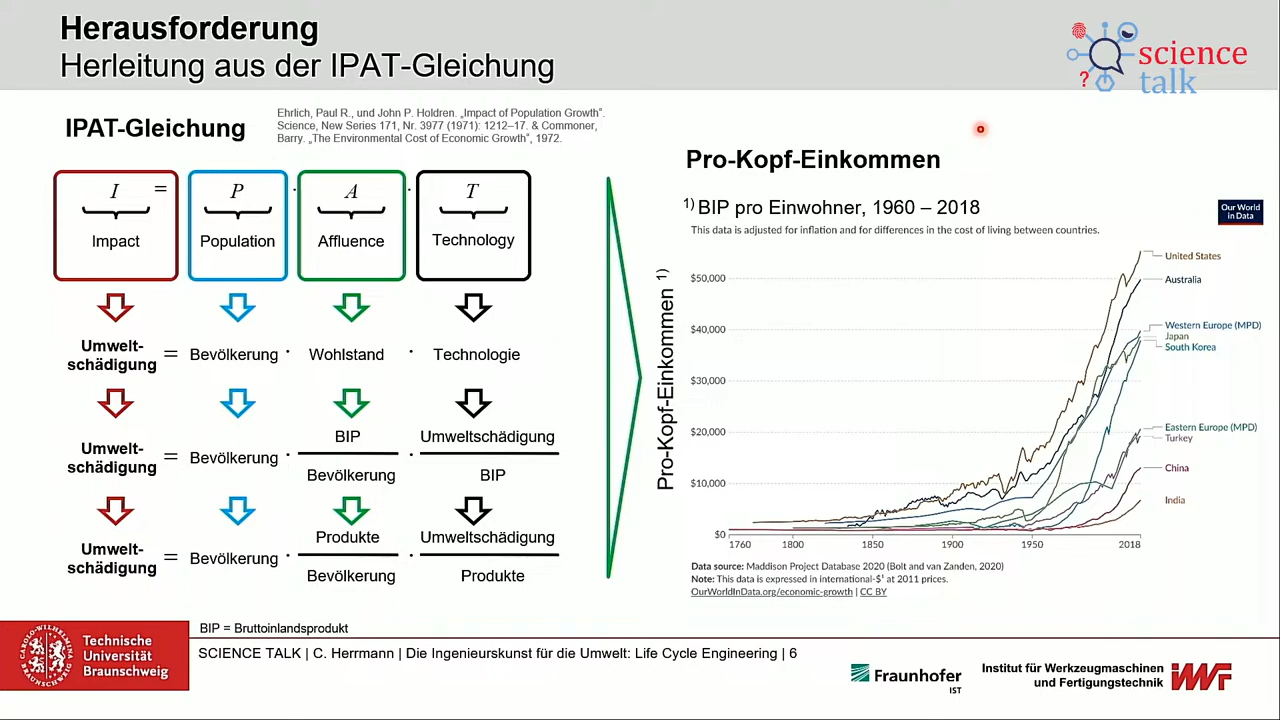 Herausforderung
Herleitung aus der IPAT-Gleichung
science
talk
?
IPAT-Gleichung
Ehrlich, Paul R., und John P. Holdren. „Impact of Population Growth“.
Science, New Series 171, Nr. 3977 (1971): 1212–17. & Commoner,
Barry. „The Environmental Cost of Economic Growth“, 1972.
I = P · A · T
Impact Population Affluence Technology
Umwelt-
schädigung = Bevölkerung · Wohlstand · Technologie
BIP Umweltschädigung
Umwelt-
schädigung = Bevölkerung · Bevölkerung · BIP
Produkte Umweltschädigung
Umwelt-
schädigung = Bevölkerung · Bevölkerung · Produkte
Pro-Kopf-Einkommen
1) BIP pro Einwohner, 1960 – 2018
Our World
in Data
This data is adjusted for inflation and for differences in the cost of living between countries.
Pro-Kopf-Einkommen 1)
$50,000
$40,000
$30,000
$20,000
$10,000
$0
1760 1800 1850 1900 1950 2018
United States
Australia
Western Europe (MPD)
Japan
South Korea
Eastern Europe (MPD)
Turkey
China
India
Data source: Maddison Project Database 2020 (Bolt and van Zanden, 2020)
Note: This data is expressed in international-$¹ at 2011 prices.
OurWorldInData.org/economic-growth | CC BY
BIP = Bruttoinlandsprodukt
SCIENCE TALK | C. Herrmann | Die Ingenieurskunst für die Umwelt: Life Cycle Engineering | 6
CAROLO-WILHELMINA
BRAUNSCHWEIG
Technische
Universität
Braunschweig
Fraunhofer
IST
Institut für Werkzeugmaschinen
und Fertigungstechnik
IWF